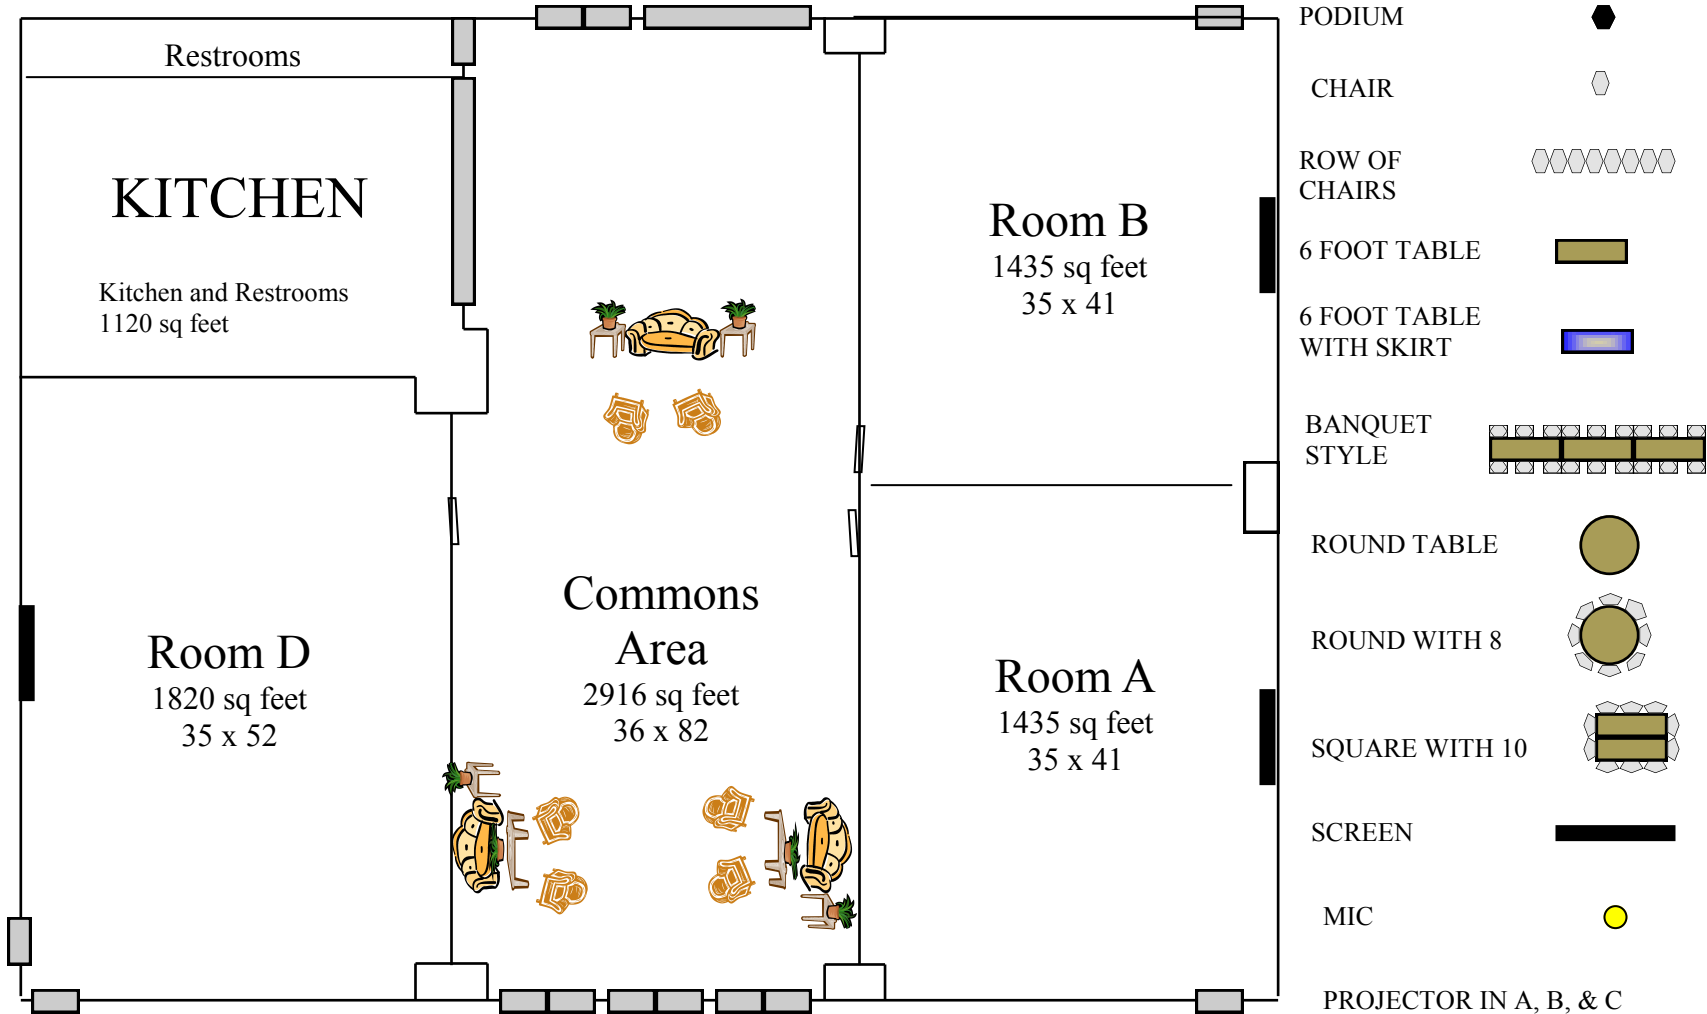 Restrooms
KITCHEN
Kitchen and Restrooms
1120 sq feet
Room B
1435 sq feet
35 x 41
Commons
Area
2916 sq feet
36 x 82
Room D
1820 sq feet
35 x 52
Room A
1435 sq feet
35 x 41
PODIUM
CHAIR
ROW OF
CHAIRS
6 FOOT TABLE
6 FOOT TABLE
WITH SKIRT
BANQUET
STYLE
ROUND TABLE
ROUND WITH 8
SQUARE WITH 10
SCREEN
MIC
PROJECTOR IN A, B, & C